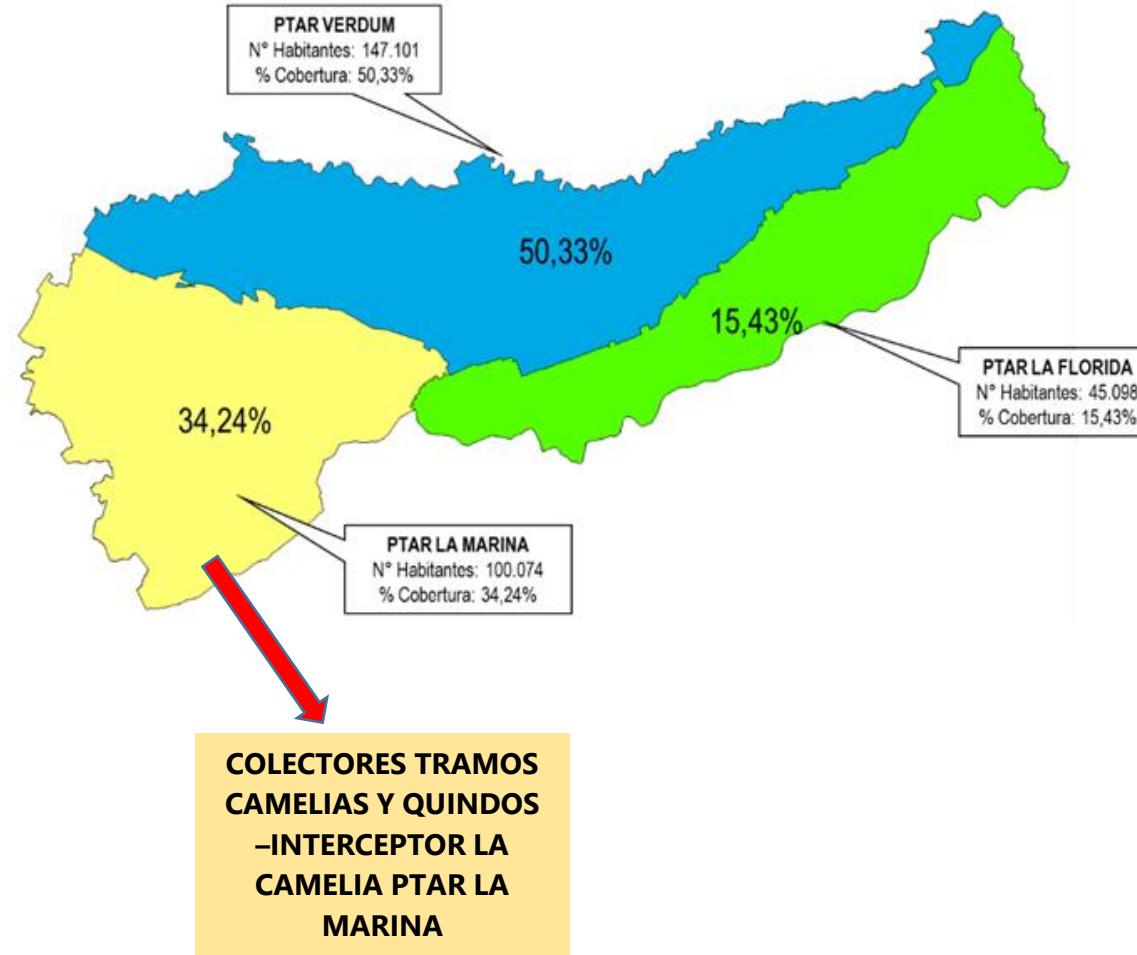 PTAR VERDUM
N° Habitantes: 147.101
% Cobertura: 50,33%
50,33%
15,43%
PTAR LA FLORIDA
N° Habitantes: 45.098
% Cobertura: 15,43%
34,24%
PTAR LA MARINA
N° Habitantes: 100.074
% Cobertura: 34,24%
COLECTORES TRAMOS
CAMELIAS Y QUINDOS
–INTERCEPTOR LA
CAMELIA PTAR LA
MARINA